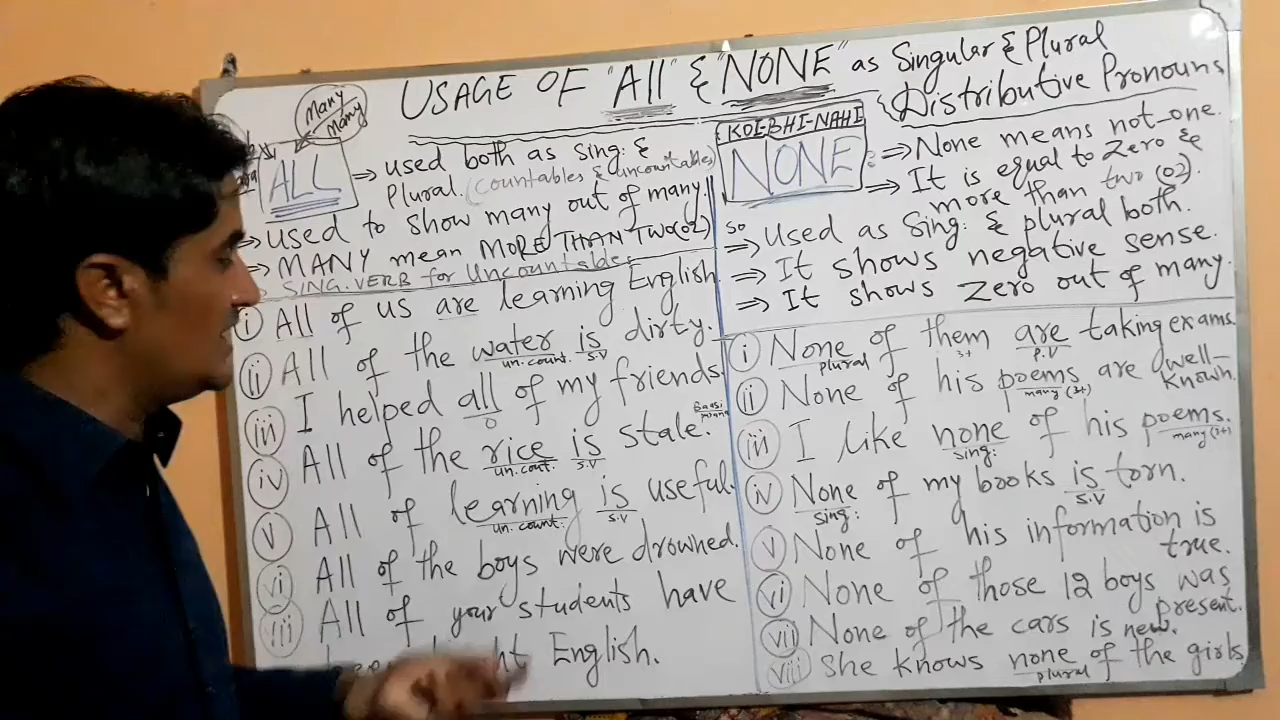 USAGE OF "All" & "NONE" as Singular & Plural
Distributive Pronouns
Many
Many
ALL
⇒ used both as sing: &
Plural. (Countables & uncountables)
⇒ used to show many out of many.
⇒ MANY mean MORE THAN TWO(02)
SING. VERB for Uncountables
(i) All of us are learning English.
(ii) All of the water is dirty.
un.count. s.v
(iii) I helped all of my friends.
O
(iv) All of the rice is stale.
un.cout. s.v
(v) All of learning is useful.
un.count: s.v
(vi) All of the boys were drowned.
(vii) All of your students have
English.
KOI-BHI-NAHI
NONE
⇒ None means not-one.
⇒ It is equal to Zero &
more than two (02).
so
⇒ Used as Sing: & plural both.
⇒ It shows negative sense.
⇒ It shows Zero out of many.
(i) None of them are taking exams.
plural 3+ P.V
(ii) None of his poems are well-
known.
many (3+)
(iii) I like none of his poems.
sing: many (3+)
(iv) None of my books is torn.
sing: s.v
(v) None of his information is
true.
(vi) None of those 12 boys was
present.
(vii) None of the cars is new.
(viii) She knows none of the girls.
plural